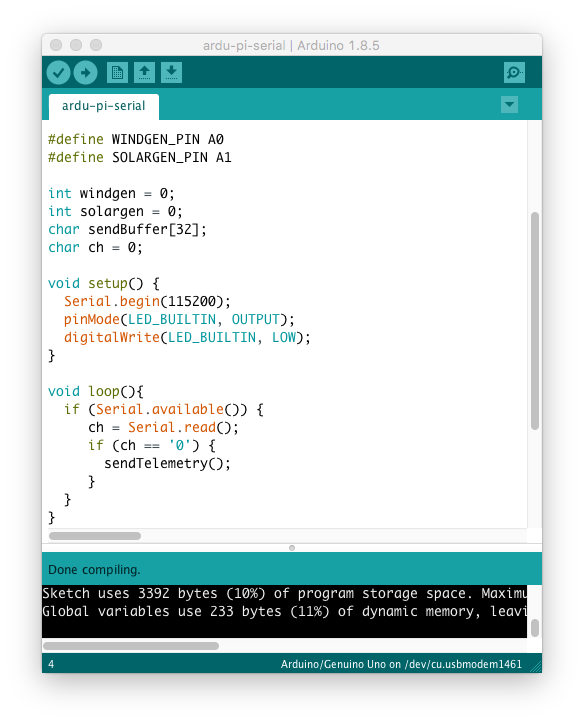 ardu-pi-serial | Arduino 1.8.5
ardu-pi-serial
#define WINDGEN_PIN A0
#define SOLARGEN_PIN A1
int windgen = 0;
int solargen = 0;
char sendBuffer[32];
char ch = 0;
void setup() {
Serial.begin(115200);
pinMode(LED_BUILTIN, OUTPUT);
digitalWrite(LED_BUILTIN, LOW);
}
void loop(){
if (Serial.available()) {
ch = Serial.read();
if (ch == '0') {
sendTelemetry();
}
}
}
Done compiling.
Sketch uses 3392 bytes (10%) of program storage space. Maximu
Global variables use 233 bytes (11%) of dynamic memory, leavi
4 Arduino/Genuino Uno on /dev/cu.usbmodem1461